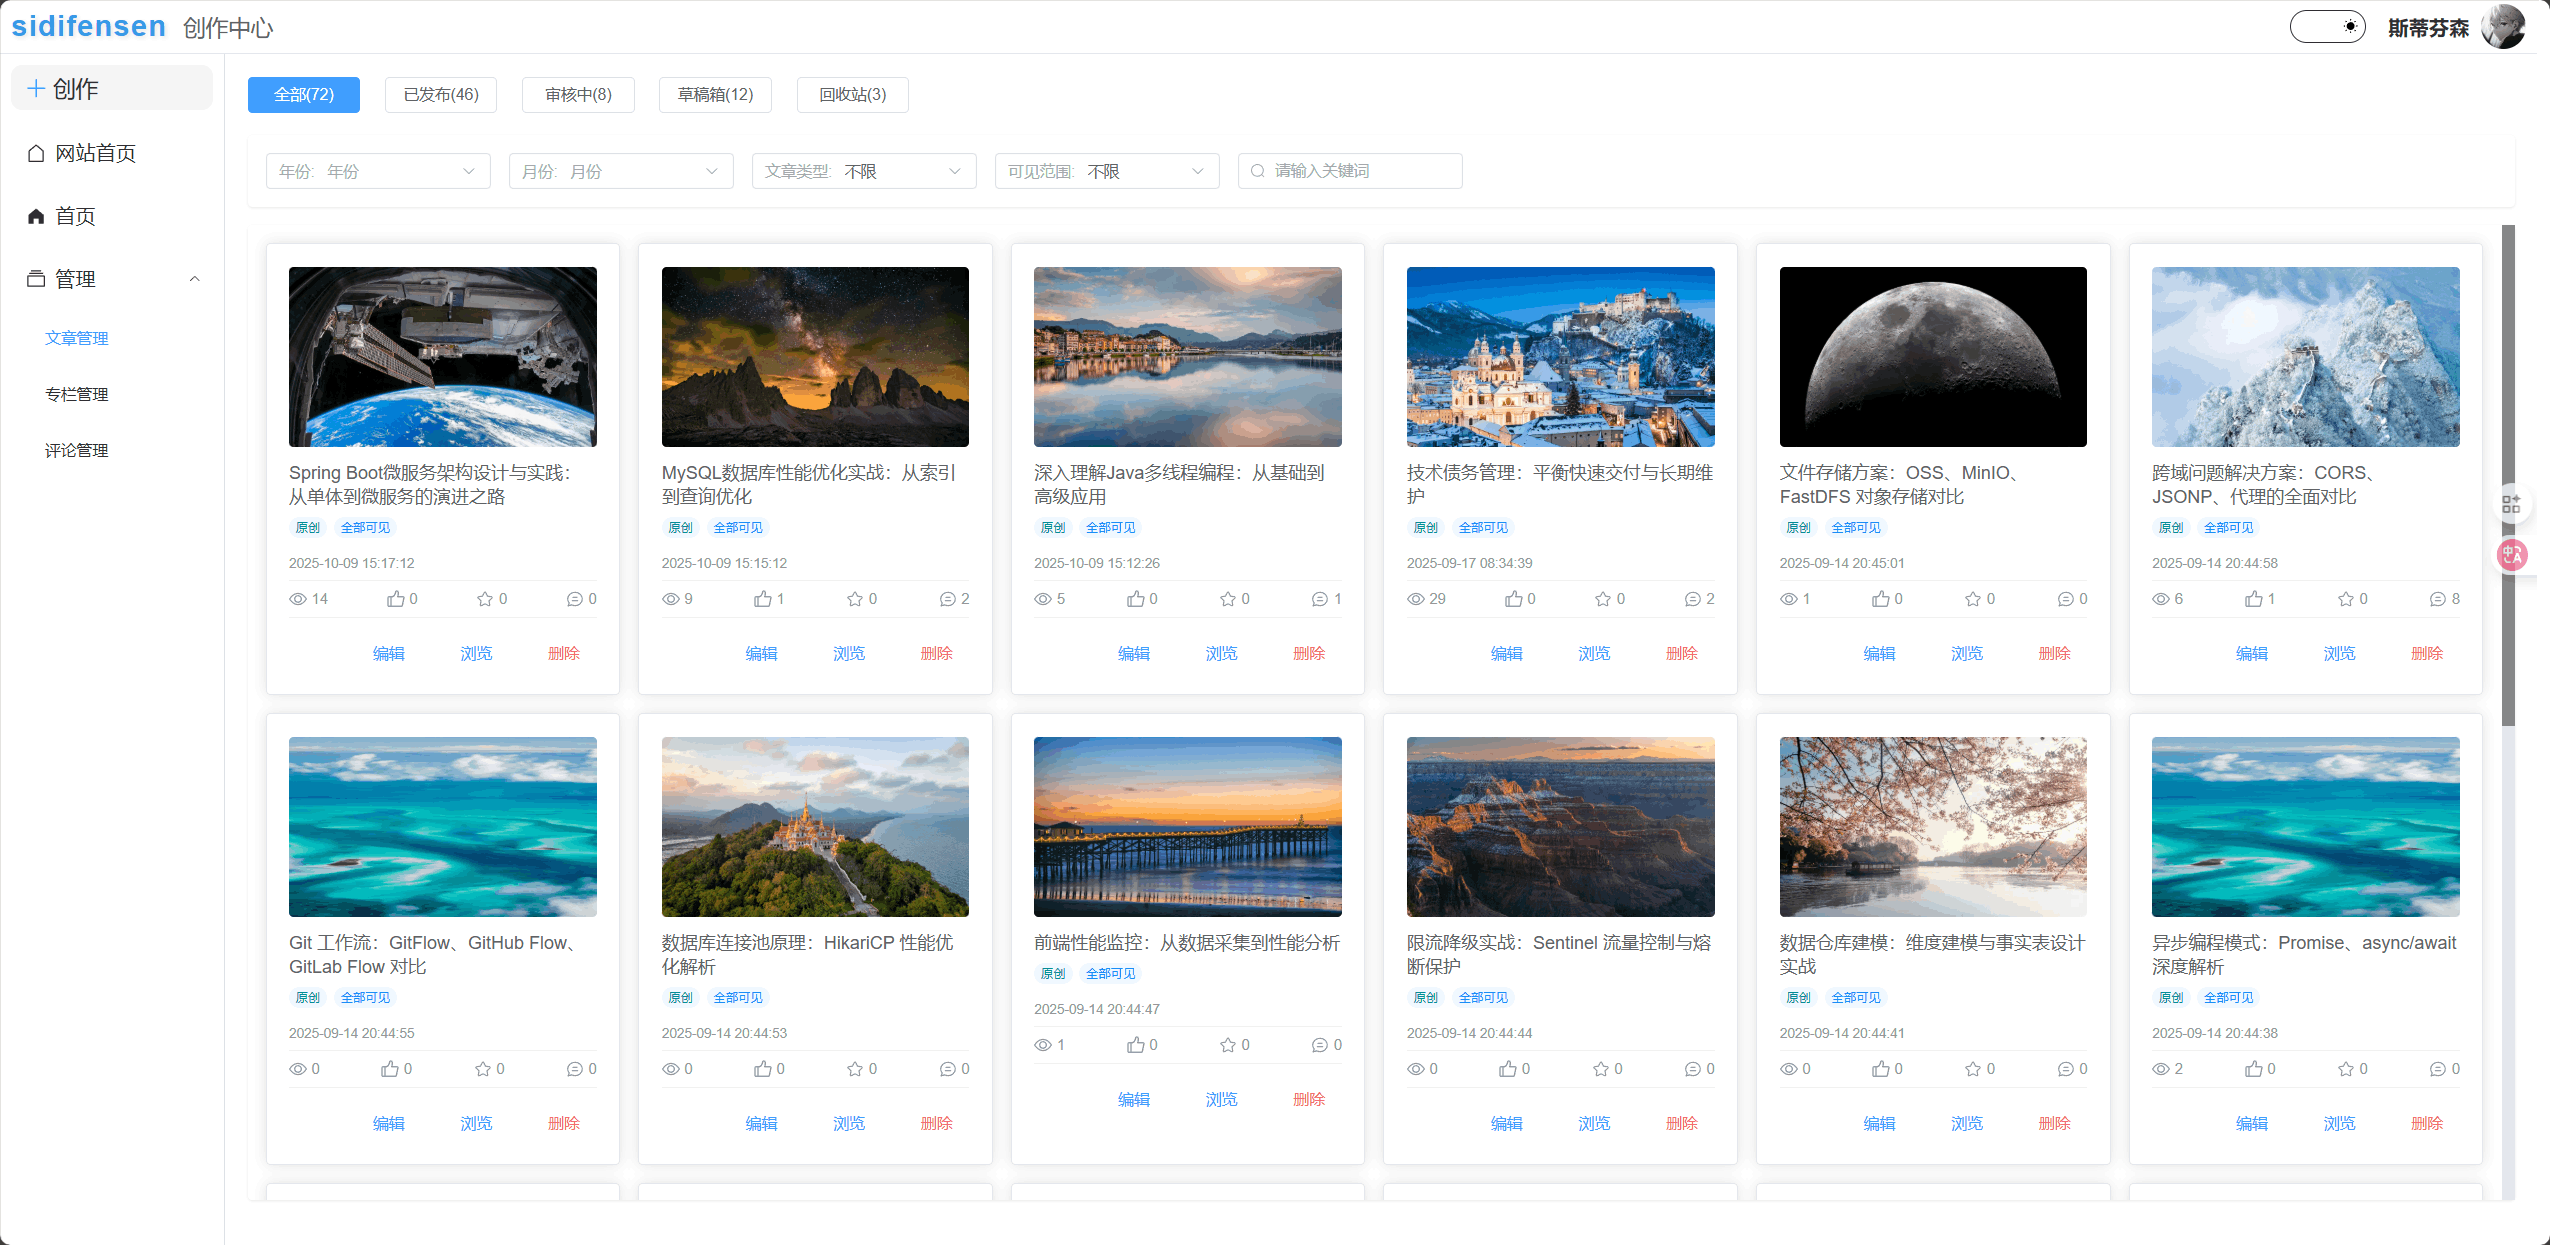 sidifensen 创作中心
斯蒂芬森
创作
网站首页
首页
管理
文章管理
专栏管理
评论管理
全部(72)
已发布(46)
审核中(8)
草稿箱(12)
回收站(3)
年份: 年份
月份: 月份
文章类型: 不限
可见范围: 不限
请输入关键词
Spring Boot微服务架构设计与实践：
从单体到微服务的演进之路
原创 全部可见
2025-10-09 15:17:12
14 0 0 0
编辑 浏览 删除
MySQL数据库性能优化实战：从索引
到查询优化
原创 全部可见
2025-10-09 15:15:12
9 1 0 2
编辑 浏览 删除
深入理解Java多线程编程：从基础到
高级应用
原创 全部可见
2025-10-09 15:12:26
5 0 0 1
编辑 浏览 删除
技术债务管理：平衡快速交付与长期维
护
原创 全部可见
2025-09-17 08:34:39
29 0 0 2
编辑 浏览 删除
文件存储方案：OSS、MinIO、
FastDFS 对象存储对比
原创 全部可见
2025-09-14 20:45:01
1 0 0 0
编辑 浏览 删除
跨域问题解决方案：CORS、
JSONP、代理的全面对比
原创 全部可见
2025-09-14 20:44:58
6 1 0 8
编辑 浏览 删除
Git 工作流：GitFlow、GitHub Flow、
GitLab Flow 对比
原创 全部可见
2025-09-14 20:44:55
0 0 0 0
编辑 浏览 删除
数据库连接池原理：HikariCP 性能优
化解析
原创 全部可见
2025-09-14 20:44:53
0 0 0 0
编辑 浏览 删除
前端性能监控：从数据采集到性能分析
原创 全部可见
2025-09-14 20:44:47
1 0 0 0
编辑 浏览 删除
限流降级实战：Sentinel 流量控制与熔
断保护
原创 全部可见
2025-09-14 20:44:44
0 0 0 0
编辑 浏览 删除
数据仓库建模：维度建模与事实表设计
实战
原创 全部可见
2025-09-14 20:44:41
0 0 0 0
编辑 浏览 删除
异步编程模式：Promise、async/await
深度解析
原创 全部可见
2025-09-14 20:44:38
2 0 0 0
编辑 浏览 删除